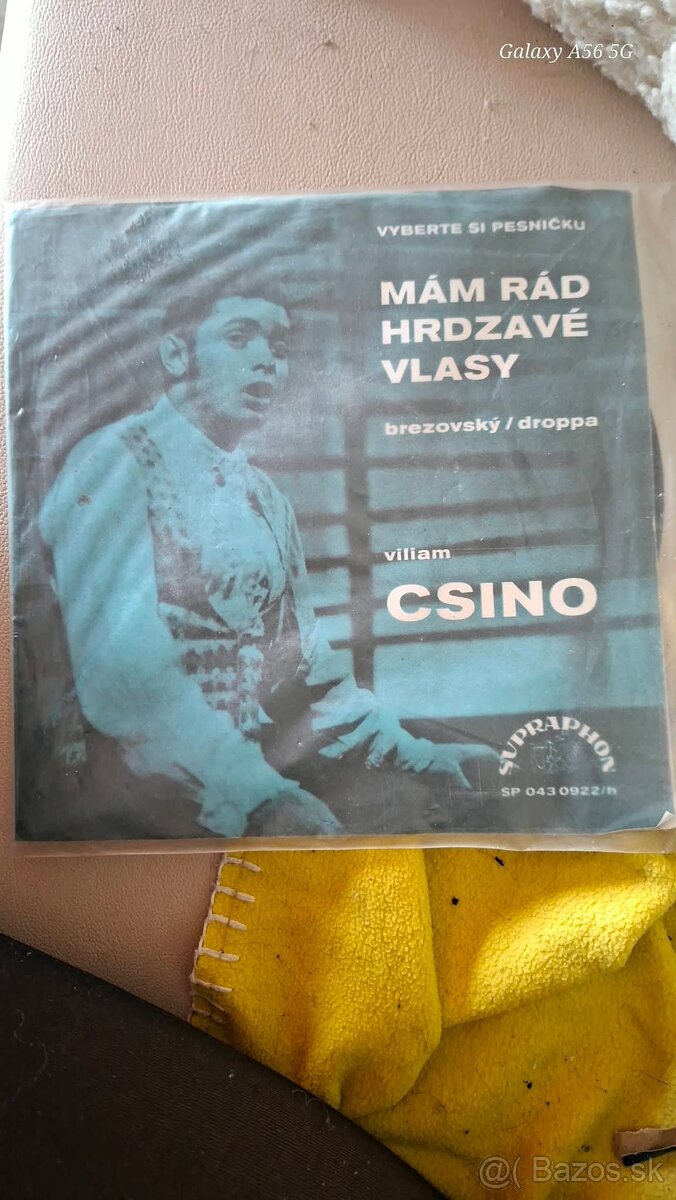 Galaxy A56 5G
VYBERTE SI PESNIČKU
MÁM RÁD
HRDZAVÉ
VLASY
brezovský / droppa
viliam
CSINO
SUPRAPHON
SP 043 0922/h
@( Bazos.sk